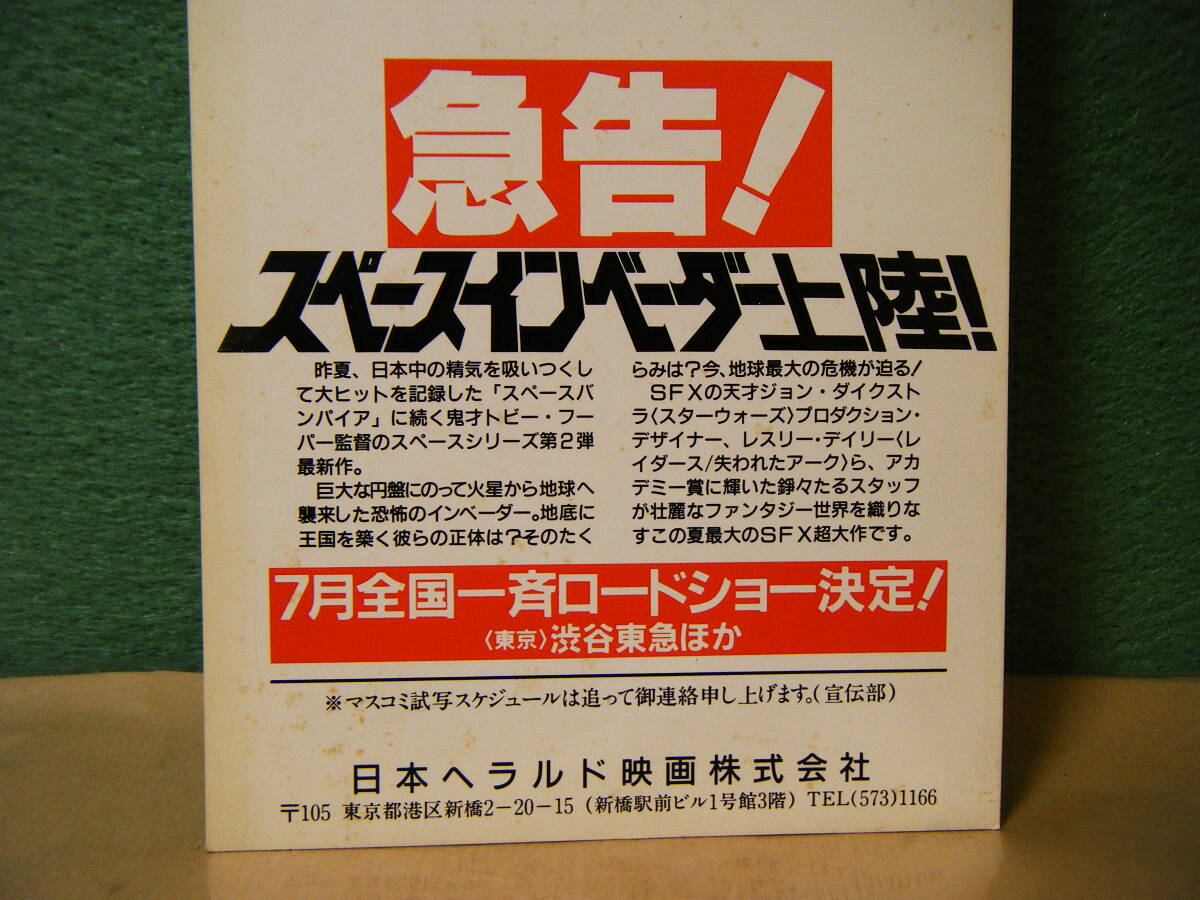 急告!
スペースインベーダー上陸!
昨夏、日本中の精気を吸いつくし
て大ヒットを記録した「スペースバ
ンパイア」に続く鬼才トビー・フー
パー監督のスペースシリーズ第2弾
最新作。
巨大な円盤にのって火星から地球へ
襲来した恐怖のインベーダー。地底に
王国を築く彼らの正体は?そのたく
らみは?今、地球最大の危機が迫る!
SFXの天才ジョン・ダイクスト
ラ〈スターウォーズ〉プロダクション・
デザイナー、レスリー・デイリー〈レ
イダース/失われたアーク〉ら、アカ
デミー賞に輝いた錚々たるスタッフ
が壮麗なファンタジー世界を織りな
すこの夏最大のSFX超大作です。
7月全国一斉ロードショー決定!
〈東京〉渋谷東急ほか
※マスコミ試写スケジュールは追って御連絡申し上げます。(宣伝部)
日本ヘラルド映画株式会社
〒105 東京都港区新橋2-20-15 (新橋駅前ビル1号館3階) TEL(573)1166